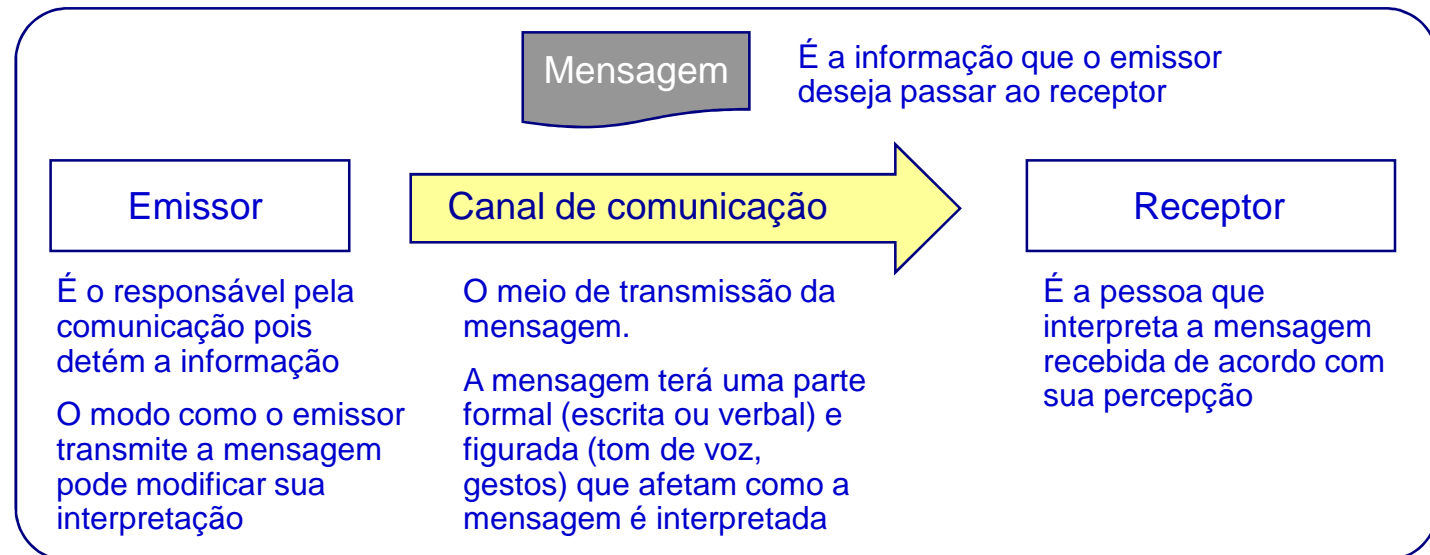 Mensagem
É a informação que o emissor
deseja passar ao receptor
Emissor
Canal de comunicação
Receptor
É o responsável pela
comunicação pois
detém a informação
O modo como o emissor
transmite a mensagem
pode modificar sua
interpretação
O meio de transmissão da
mensagem.
A mensagem terá uma parte
formal (escrita ou verbal) e
figurada (tom de voz,
gestos) que afetam como a
mensagem é interpretada
É a pessoa que
interpreta a mensagem
recebida de acordo com
sua percepção